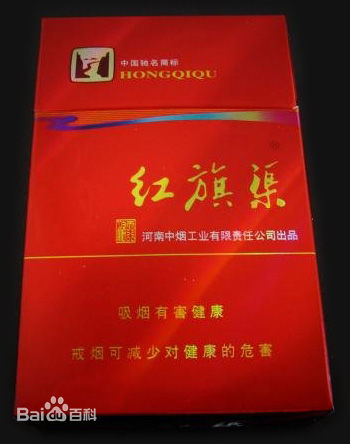 中国驰名商标
HONGQIQU
红旗渠
®
河南中烟工业有限责任公司出品
吸烟有害健康
戒烟可减少对健康的危害
Bai百科